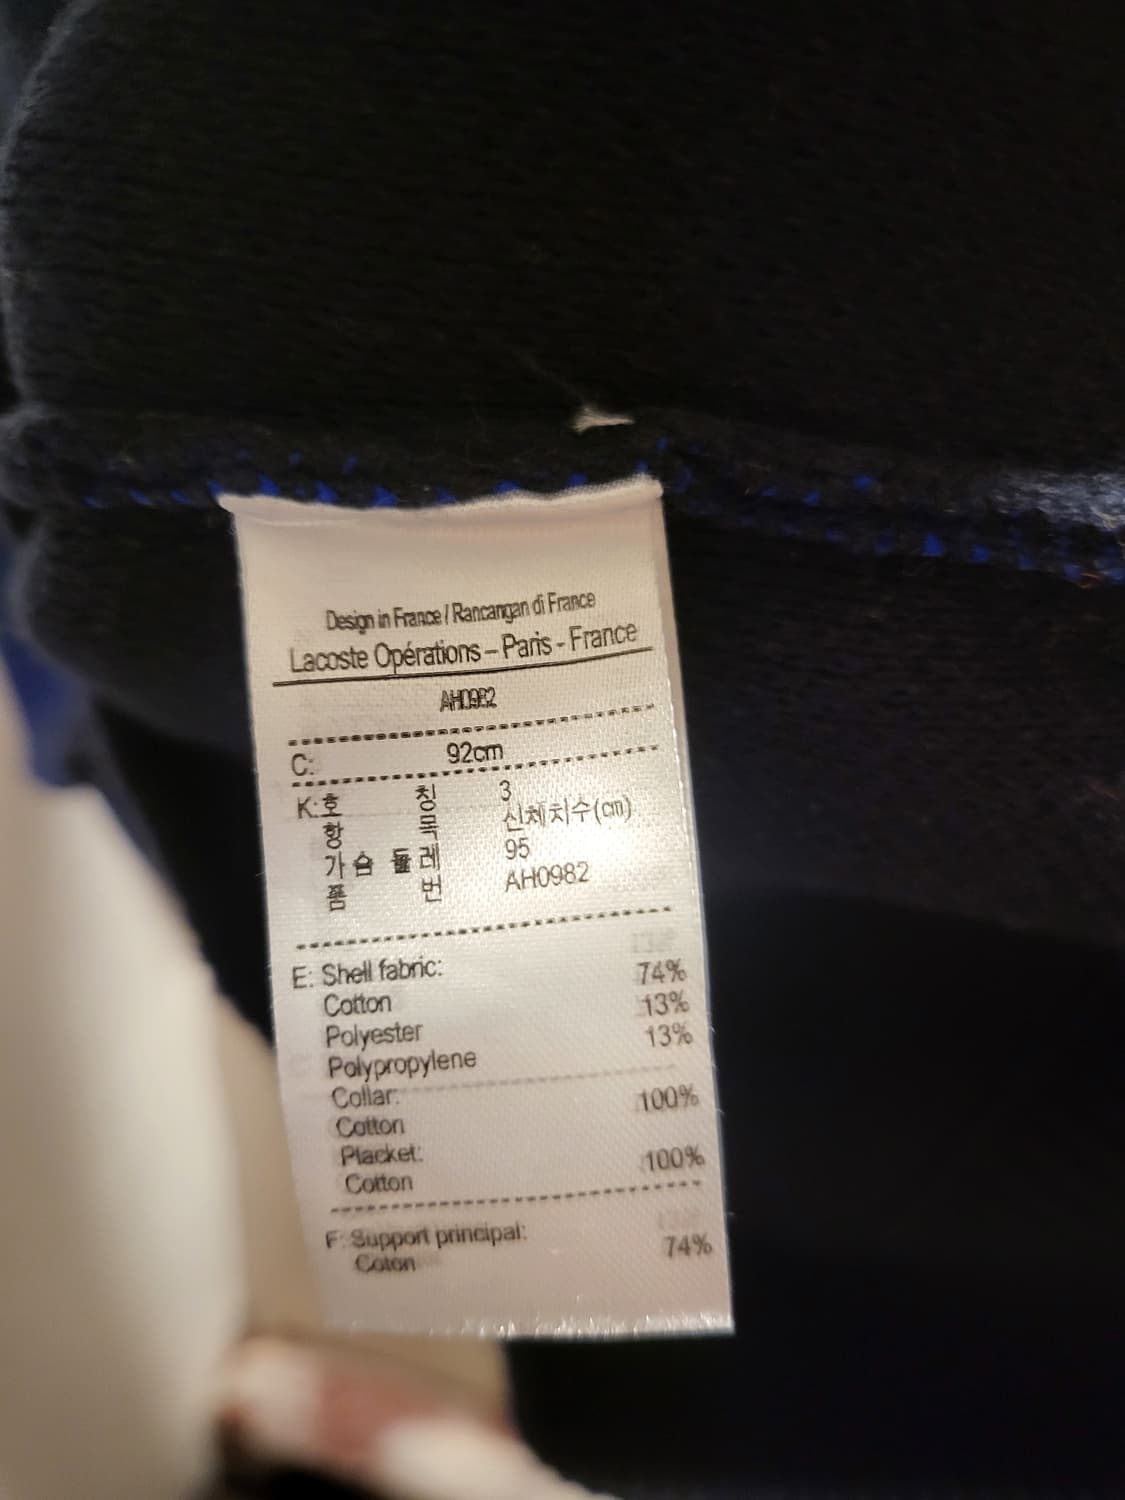 Design in France / Rancangan di France
Lacoste Opérations – Paris - France
AH0982
C: 92cm
K: 호 칭 3
항 목 신체치수(cm)
가슴 둘레 95
품 번 AH0982
E: Shell fabric:
Cotton 74%
Polyester 13%
Polypropylene 13%
Collar:
Cotton 100%
Placket:
Cotton 100%
F: Support principal:
Coton 74%